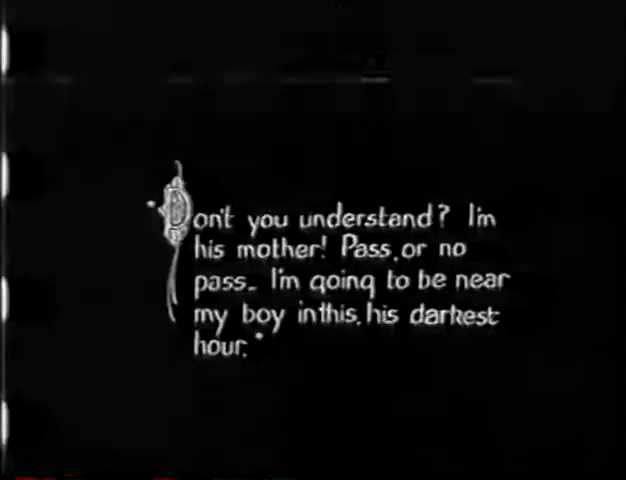 "Don't you understand? I'm
his mother! Pass, or no
pass_ I'm going to be near
my boy in this, his darkest
hour."